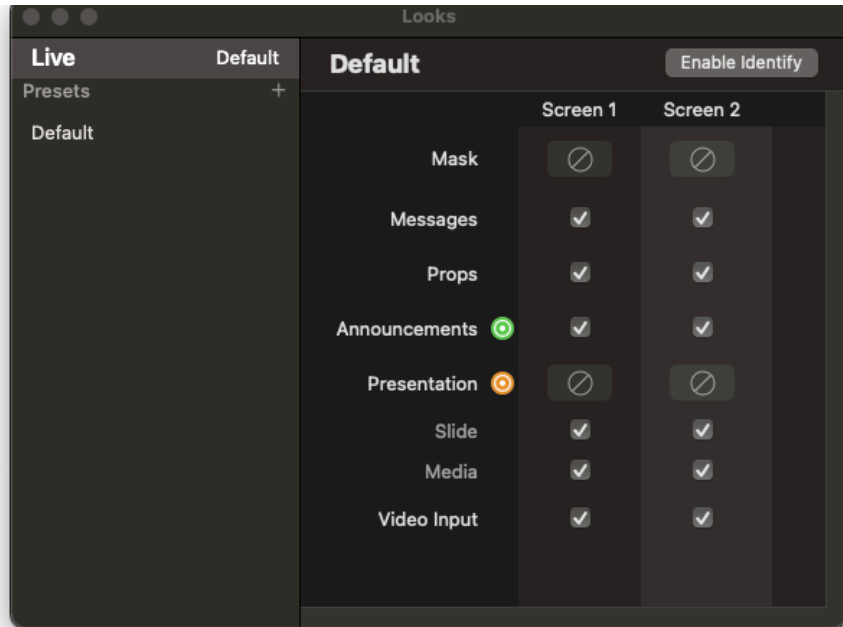 Looks
Live Default
Presets +
Default
Default Enable Identify
Screen 1 Screen 2
Mask
Messages
Props
Announcements
Presentation
Slide
Media
Video Input